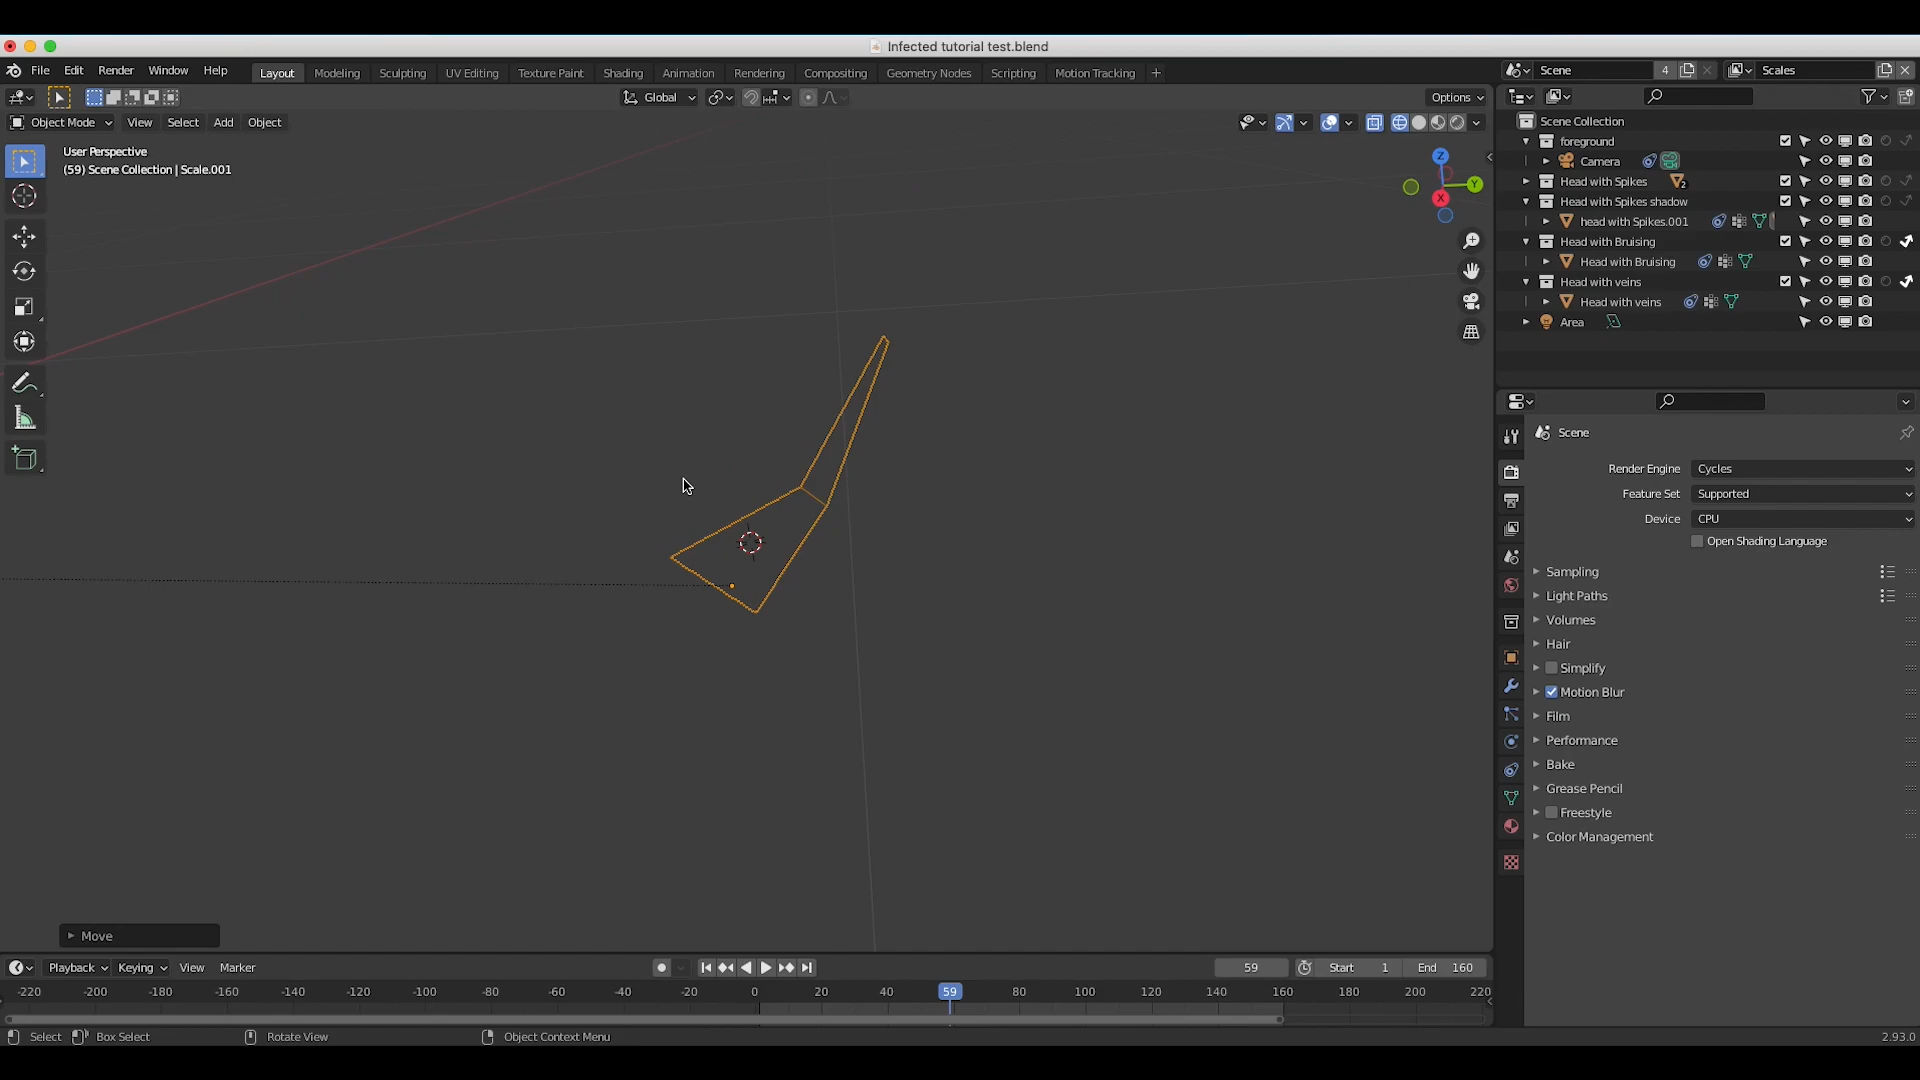 Infected tutorial test.blend
File Edit Render Window Help Layout Modeling Sculpting UV Editing Texture Paint Shading Animation Rendering Compositing Geometry Nodes Scripting Motion Tracking + Scene 4 Scales
Global Options
Object Mode View Select Add Object
User Perspective
(59) Scene Collection | Scale.001
Z
Y
X
Scene Collection
foreground
Camera
Head with Spikes 2
Head with Spikes shadow
head with Spikes.001
Head with Bruising
Head with Bruising
Head with veins
Head with veins
Area
Scene
Render Engine Cycles
Feature Set Supported
Device CPU
Open Shading Language
Sampling
Light Paths
Volumes
Hair
Simplify
Motion Blur
Film
Performance
Bake
Grease Pencil
Freestyle
Color Management
Move
Playback Keying View Marker 59 Start 1 End 160
-220 -200 -180 -160 -140 -120 -100 -80 -60 -40 -20 0 20 40 59 80 100 120 140 160 180 200 220
Select Box Select Rotate View Object Context Menu 2.93.0